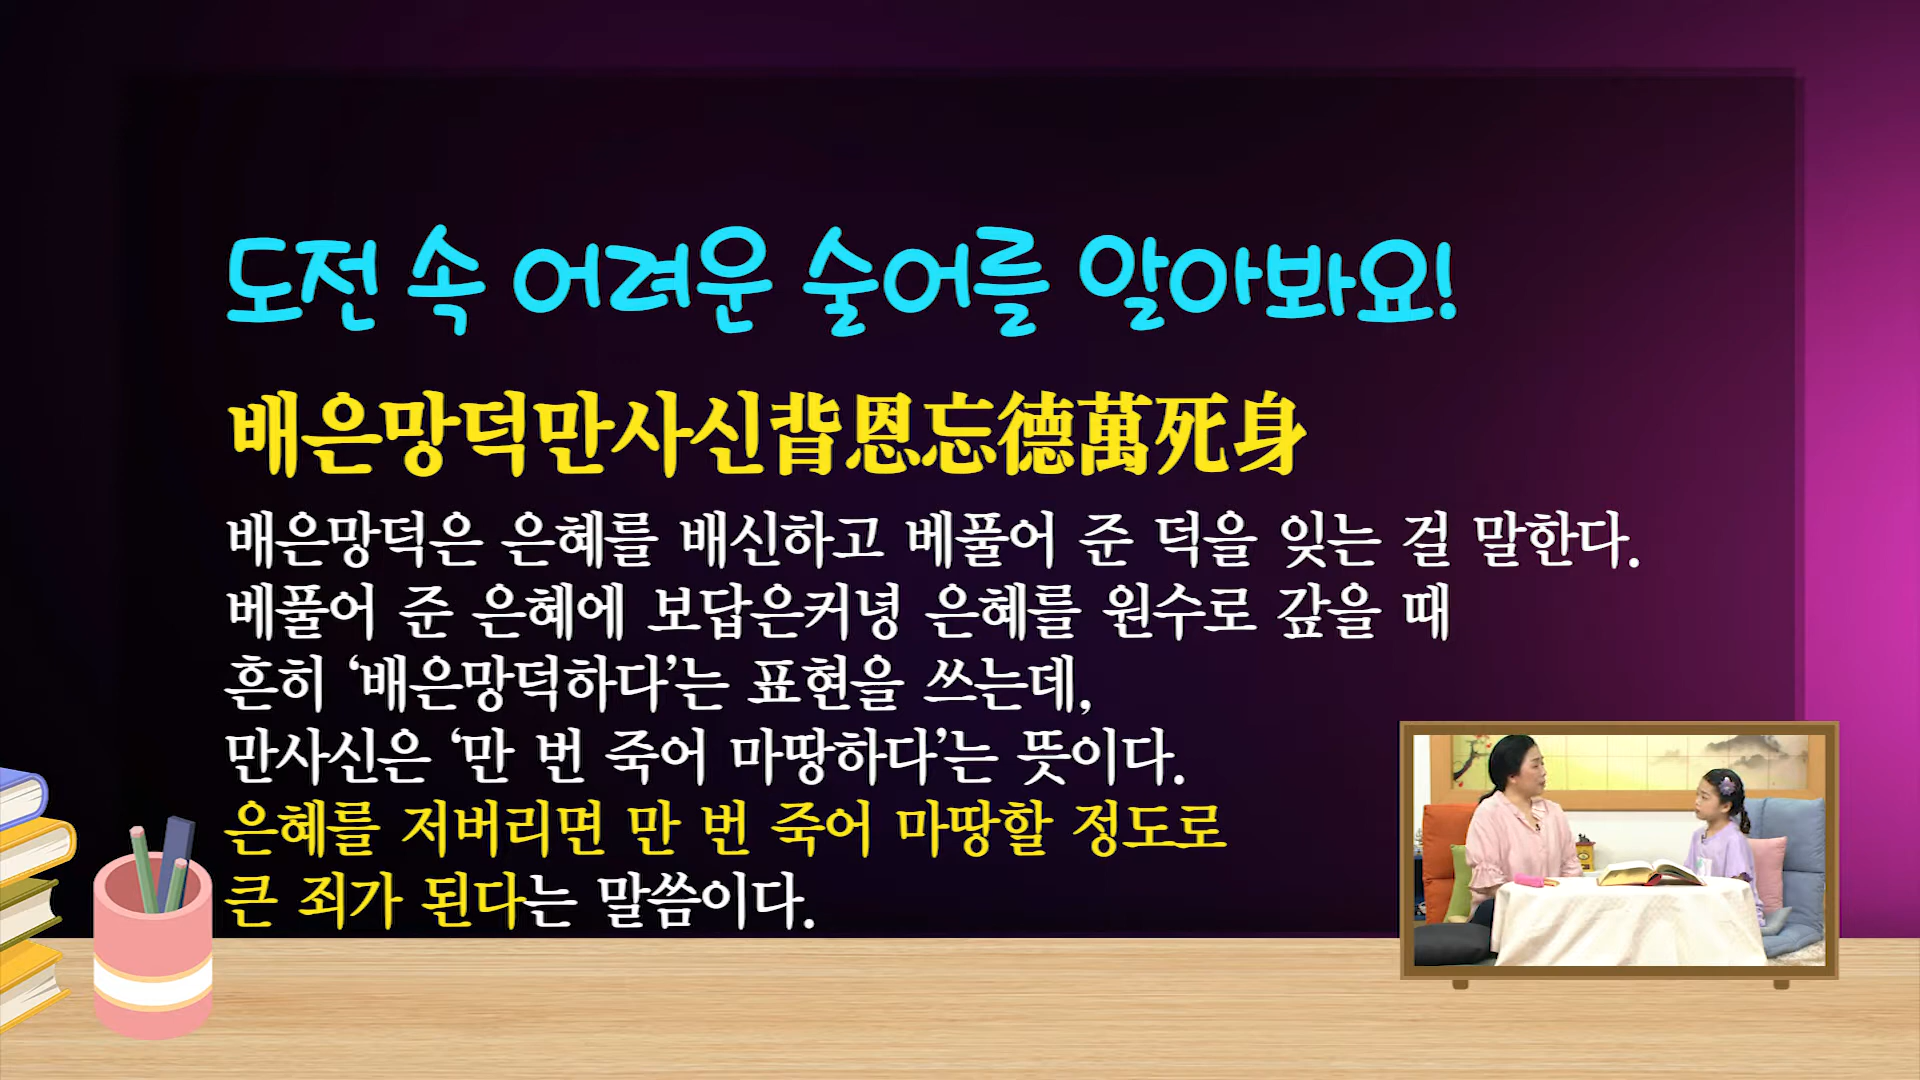 도전 속 어려운 술어를 알아봐요!
배은망덕만사신背恩忘德萬死身
배은망덕은 은혜를 배신하고 베풀어 준 덕을 잊는 걸 말한다.
베풀어 준 은혜에 보답은커녕 은혜를 원수로 갚을 때
흔히 ‘배은망덕하다’는 표현을 쓰는데,
만사신은 ‘만 번 죽어 마땅하다’는 뜻이다.
은혜를 저버리면 만 번 죽어 마땅할 정도로
큰 죄가 된다는 말씀이다.